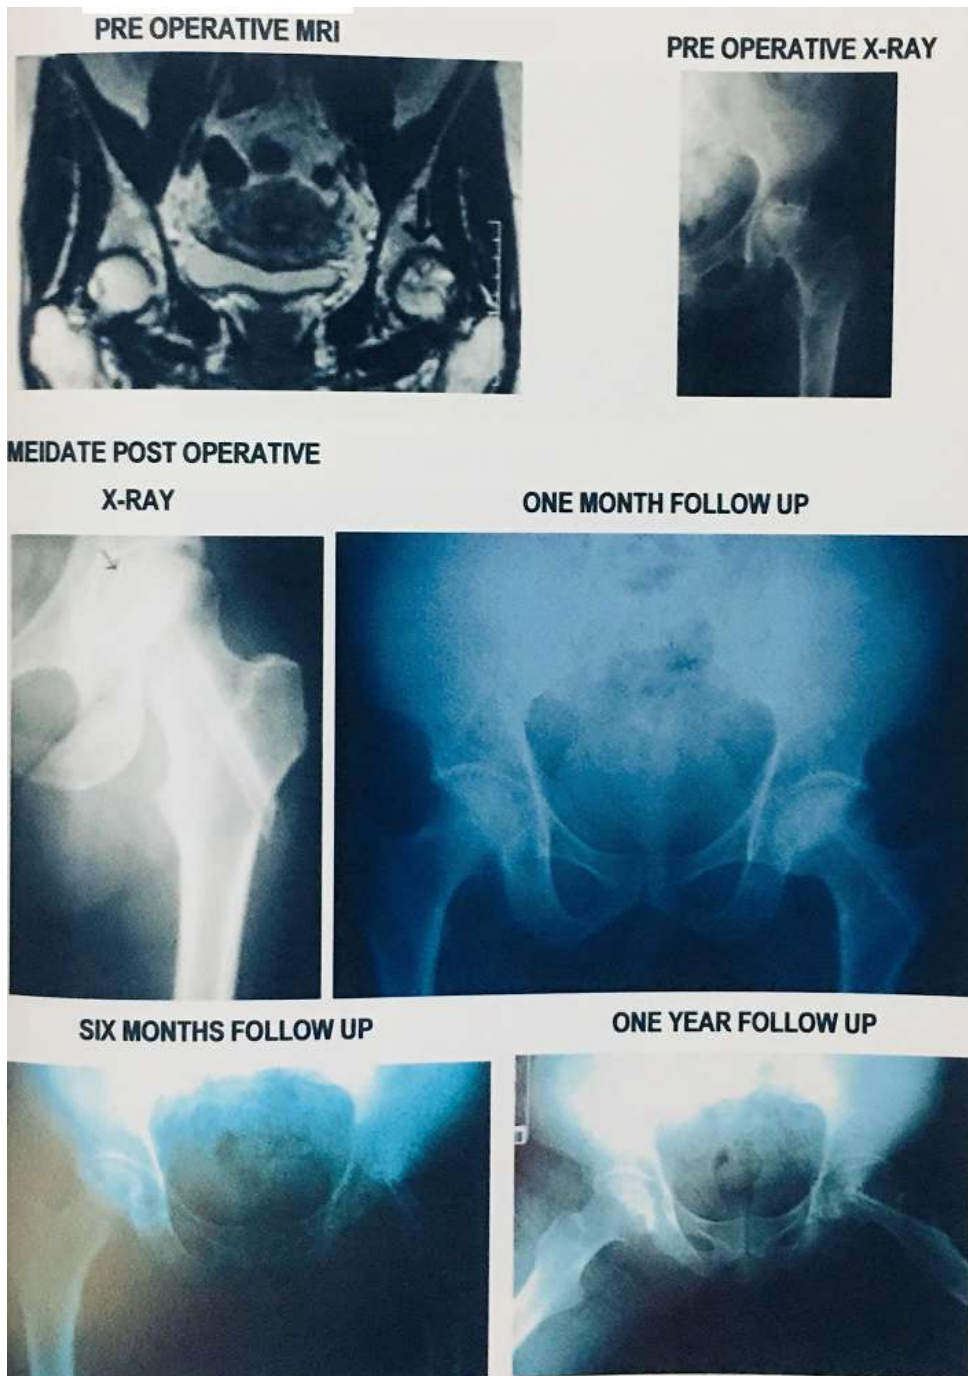 PRE OPERATIVE MRI
PRE OPERATIVE X-RAY
MEIDATE POST OPERATIVE
X-RAY
ONE MONTH FOLLOW UP
SIX MONTHS FOLLOW UP
ONE YEAR FOLLOW UP